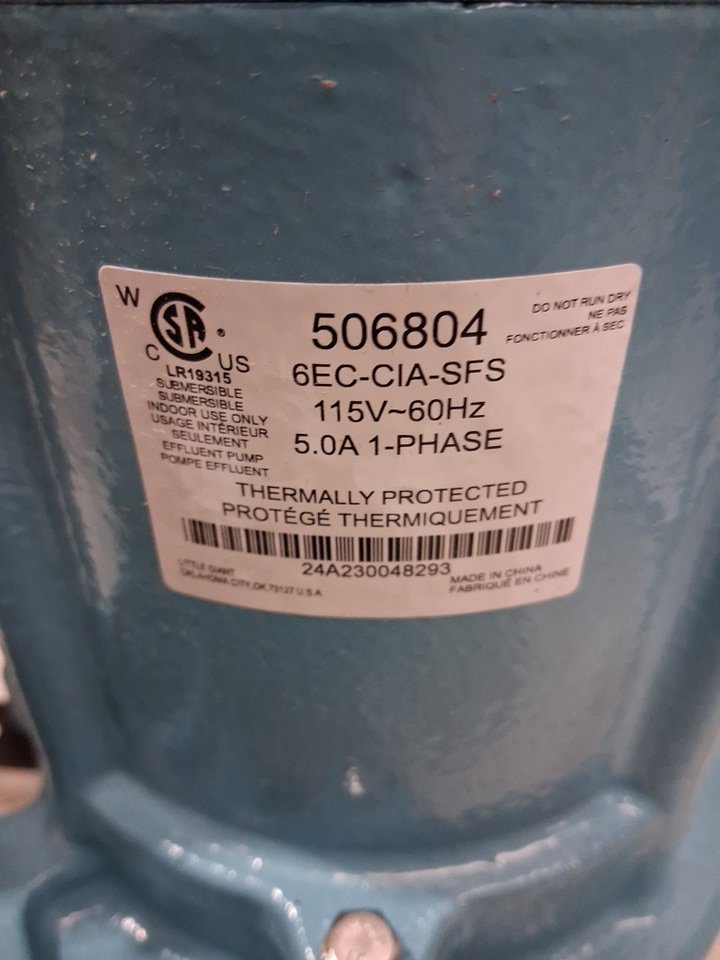 W
SA
®
C
US
LR19315
SUBMERSIBLE
SUBMERSIBLE
INDOOR USE ONLY
USAGE INTÉRIEUR
SEULEMENT
EFFLUENT PUMP
POMPE EFFLUENT
506804
6EC-CIA-SFS
115V~60Hz
5.0A 1-PHASE
DO NOT RUN DRY
NE PAS
FONCTIONNER À SEC
THERMALLY PROTECTED
PROTÉGÉ THERMIQUEMENT
24A230048293
LITTLE GIANT
OKLAHOMA CITY, OK, 73127 U.S.A
MADE IN CHINA
FABRIQUÉ EN CHINE